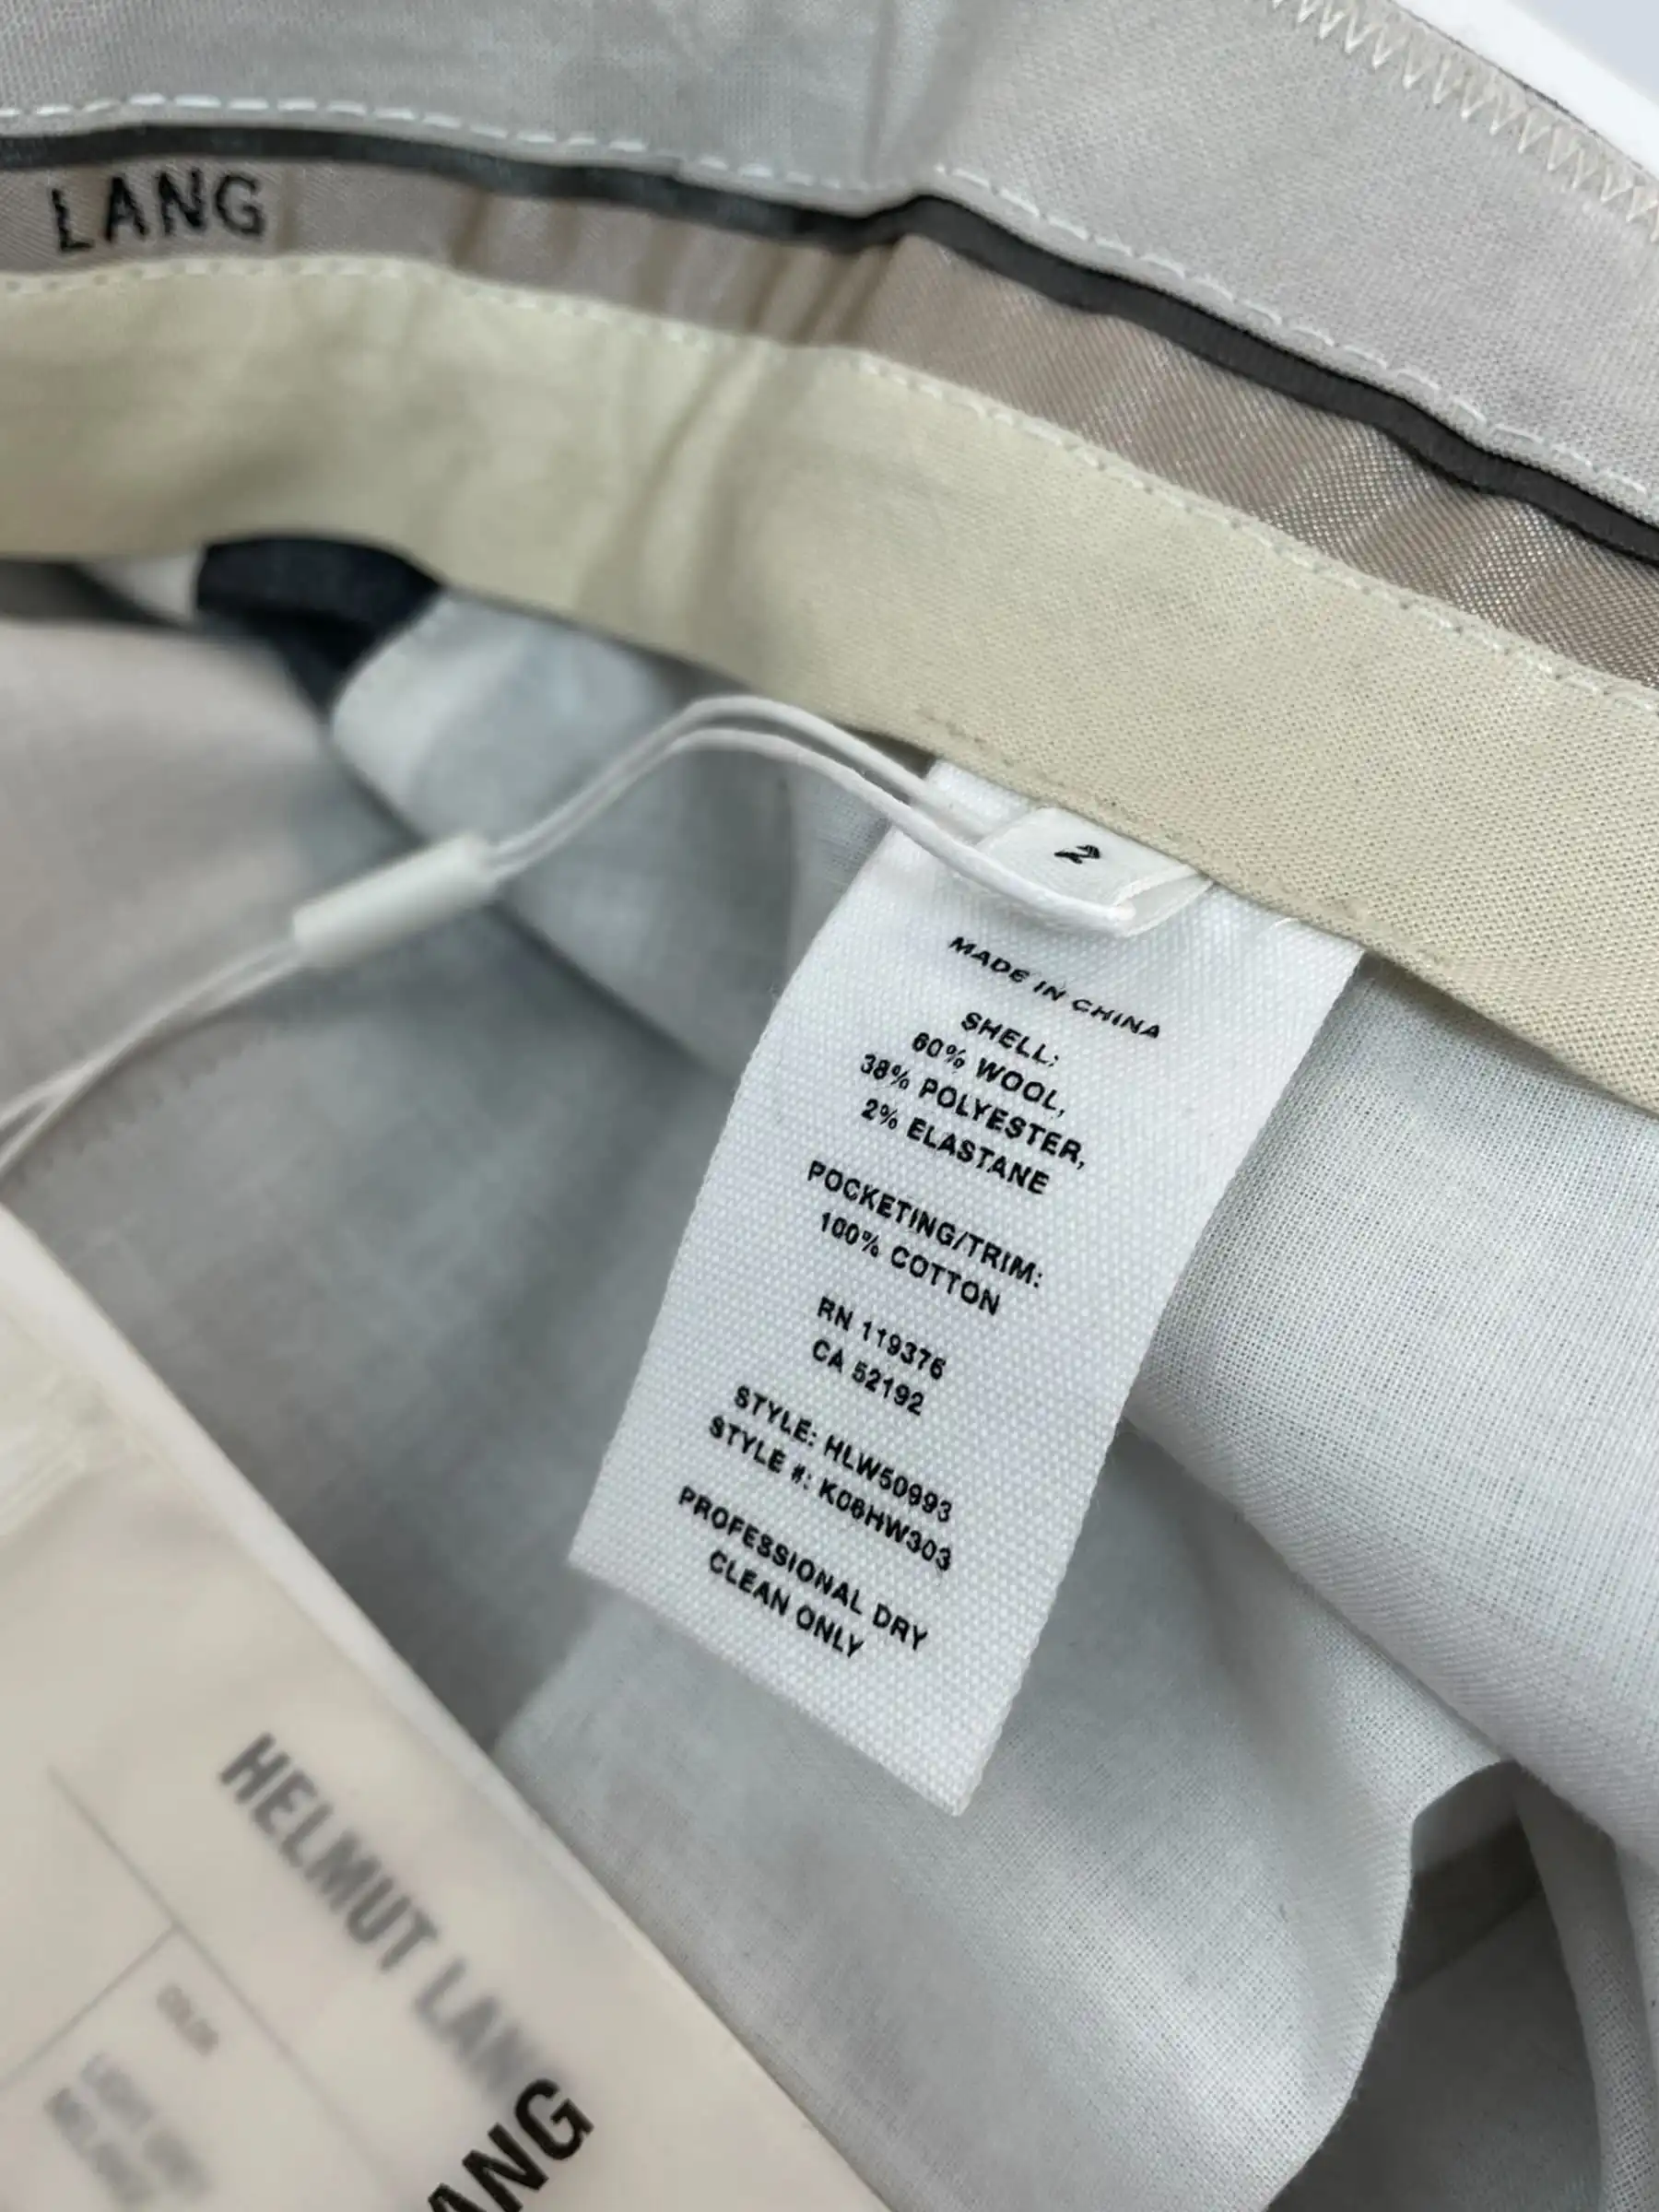 LANG
2
MADE IN CHINA
SHELL:
60% WOOL,
38% POLYESTER,
2% ELASTANE
POCKETING/TRIM:
100% COTTON
RN 119376
CA 52192
STYLE: HLW50993
STYLE #: K06HW303
PROFESSIONAL DRY
CLEAN ONLY
HELMUT LANG
COLOR
ANG